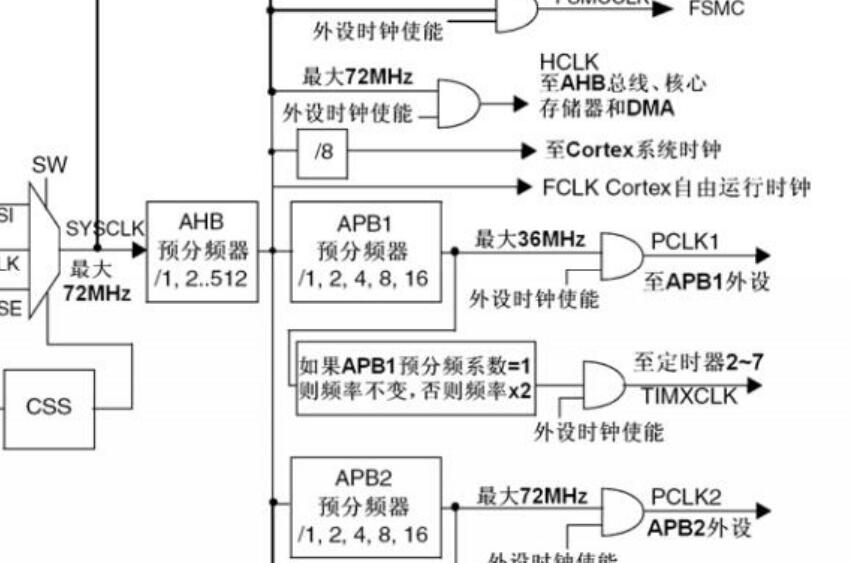 FSMCCLK
FSMC
外设时钟使能
最大72MHz
HCLK
至AHB总线、核心
存储器和DMA
外设时钟使能
/8
至Cortex系统时钟
FCLK Cortex自由运行时钟
SW
SI
SYSCLK
LK
最大
72MHz
SE
AHB
预分频器
/1, 2..512
APB1
预分频器
/1, 2, 4, 8, 16
最大36MHz
PCLK1
至APB1外设
外设时钟使能
如果APB1预分频系数=1
则频率不变,否则频率x2
至定时器2~7
TIMXCLK
外设时钟使能
CSS
APB2
预分频器
/1, 2, 4, 8, 16
最大72MHz
PCLK2
APB2外设
外设时钟使能